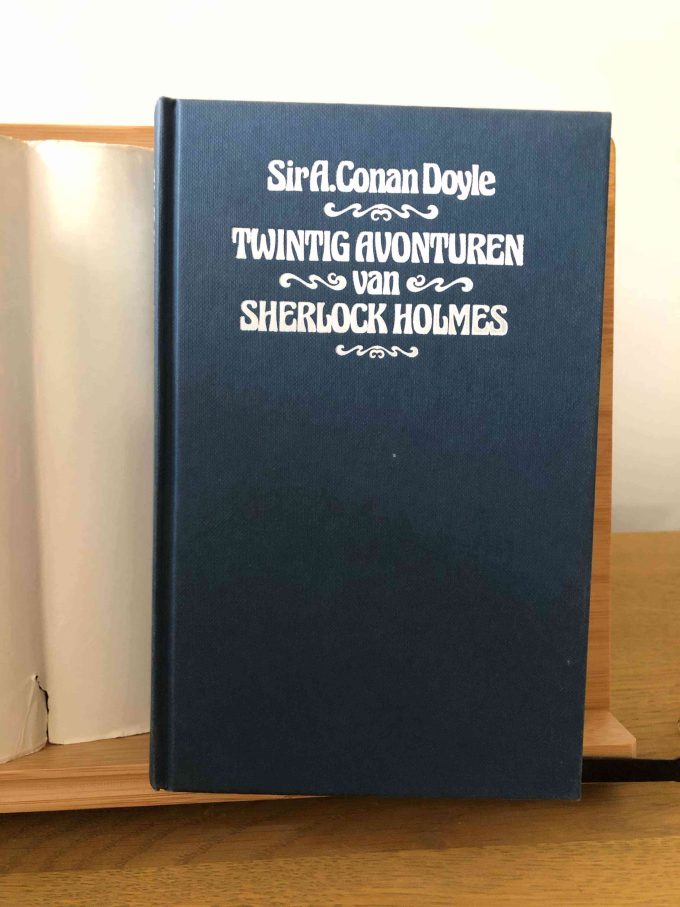 Sir A. Conan Doyle
TWINTIG AVONTUREN
van
SHERLOCK HOLMES